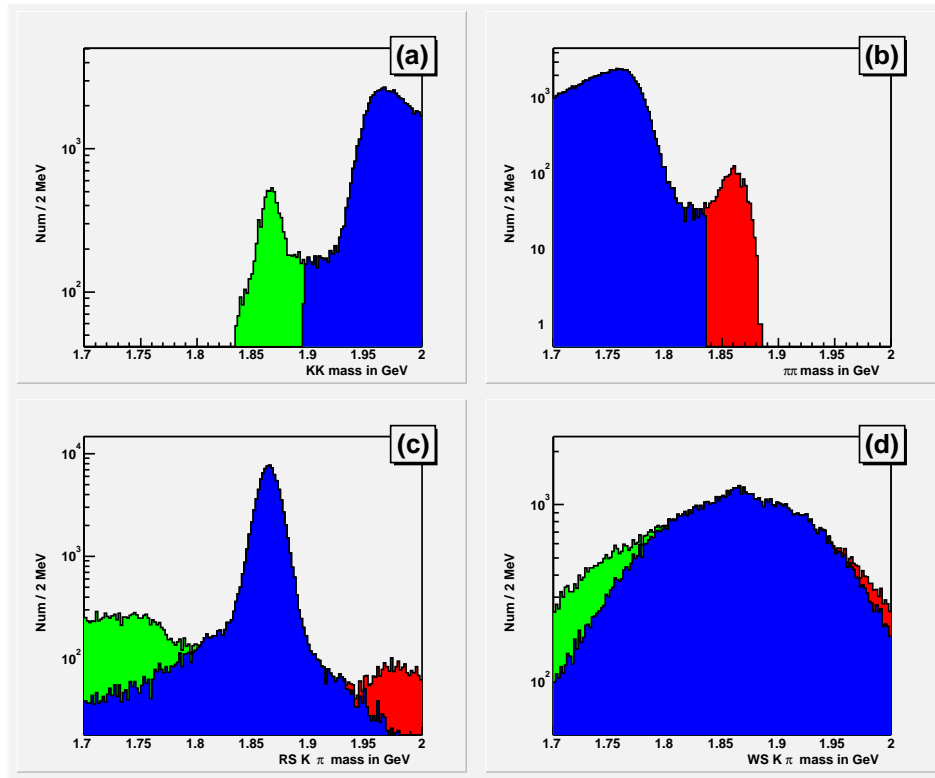 (a)
Num / 2 MeV
10³
10²
1.7 1.75 1.8 1.85 1.9 1.95 2
KK mass in GeV
(b)
Num / 2 MeV
10³
10²
10
1
1.7 1.75 1.8 1.85 1.9 1.95 2
ππ mass in GeV
(c)
Num / 2 MeV
10⁴
10³
10²
1.7 1.75 1.8 1.85 1.9 1.95 2
RS K π mass in GeV
(d)
Num / 2 MeV
10³
10²
1.7 1.75 1.8 1.85 1.9 1.95 2
WS K π mass in GeV